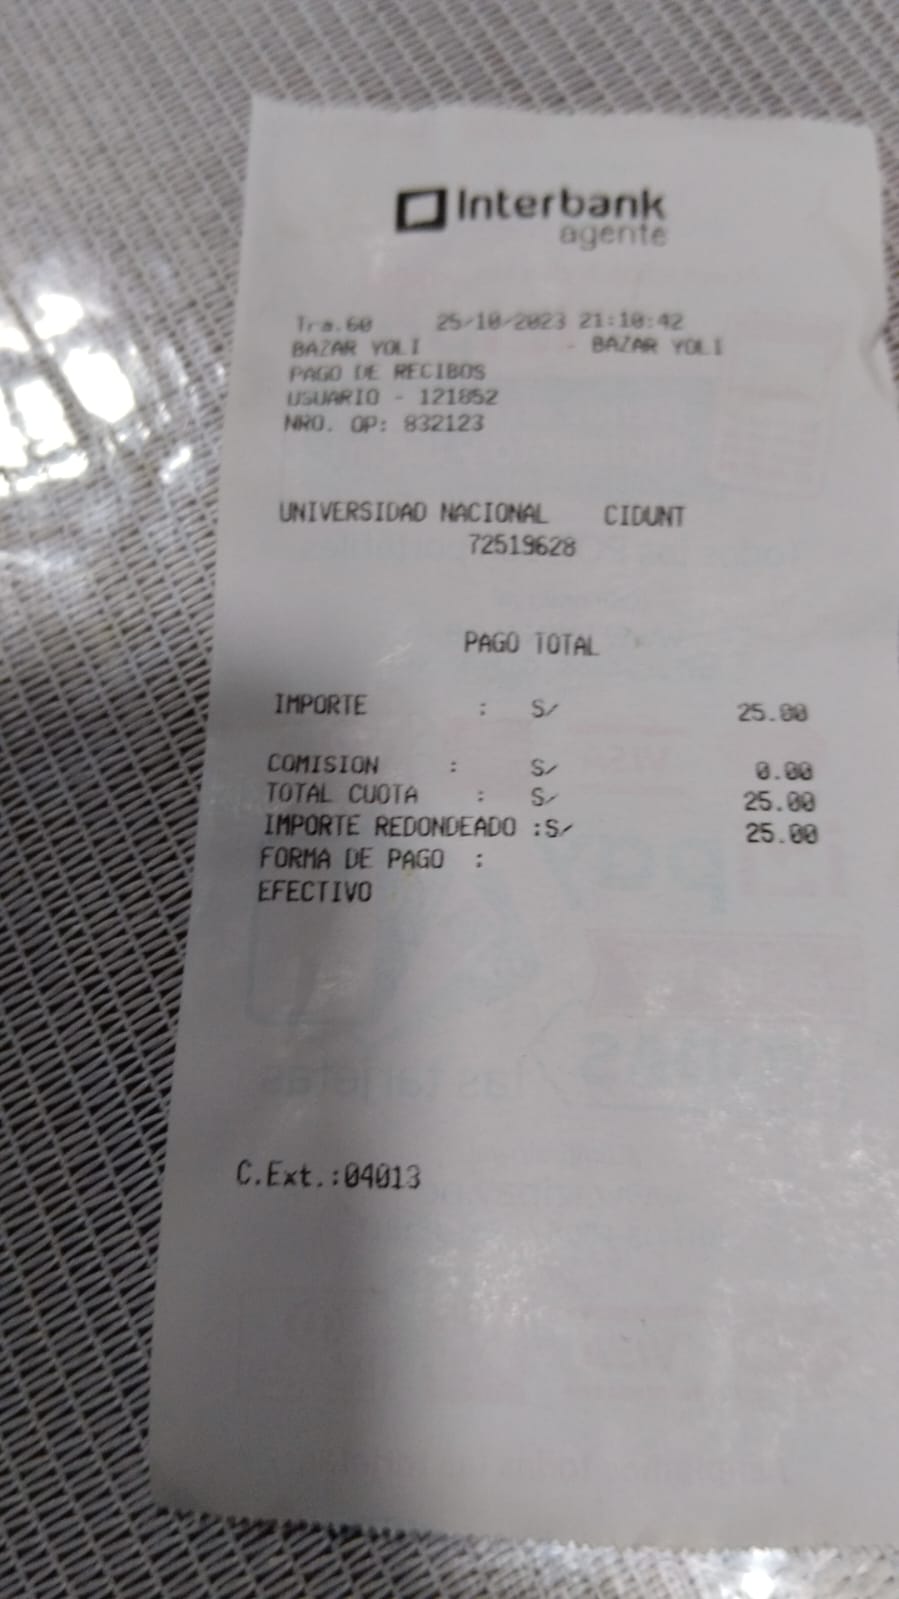 Interbank
agente
Tra.60 25/10/2023 21:10:42
BAZAR YOLI - BAZAR YOLI
PAGO DE RECIBOS
USUARIO - 121852
NRO. OP: 832123
UNIVERSIDAD NACIONAL CIDUNT
72519628
PAGO TOTAL
IMPORTE : S/ 25.00
COMISION : S/ 0.00
TOTAL CUOTA : S/ 25.00
IMPORTE REDONDEADO :S/ 25.00
FORMA DE PAGO :
EFECTIVO
C.Ext.:04013